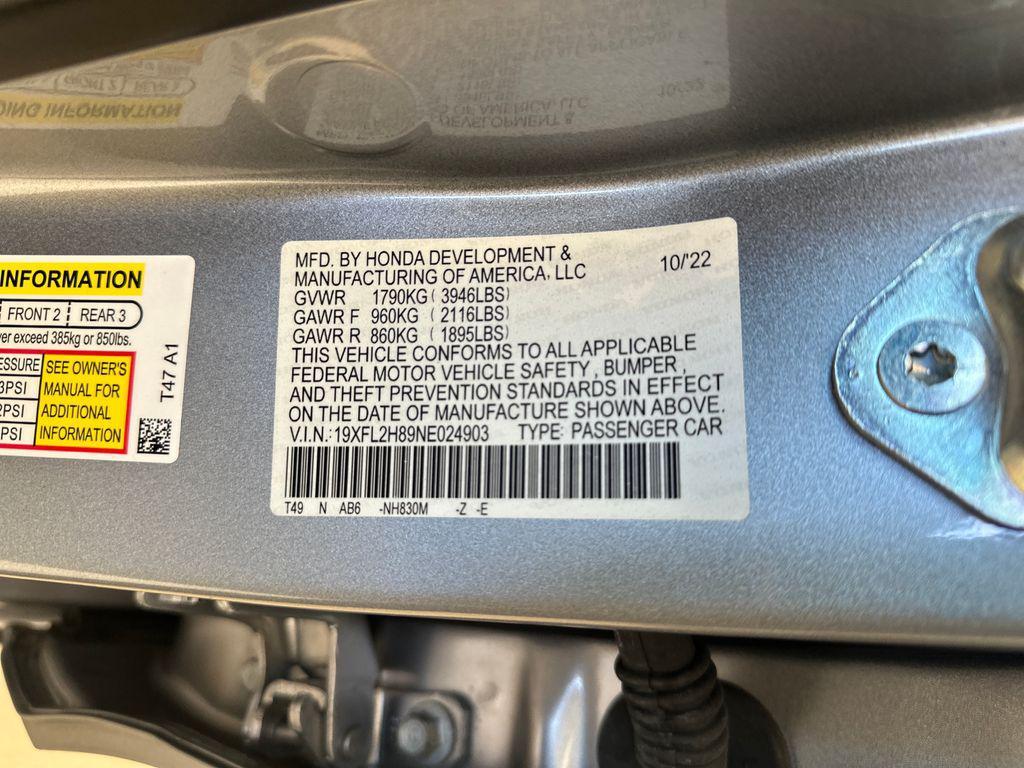 INFORMATION
FRONT 2 | REAR 3
exceed 385kg or 850lbs.
SEE OWNER'S
MANUAL FOR
ADDITIONAL
INFORMATION
T47 A1
MFD. BY HONDA DEVELOPMENT &
MANUFACTURING OF AMERICA, LLC 10/'22
GVWR 1790KG ( 3946LBS)
GAWR F 960KG ( 2116LBS)
GAWR R 860KG ( 1895LBS)
THIS VEHICLE CONFORMS TO ALL APPLICABLE
FEDERAL MOTOR VEHICLE SAFETY, BUMPER,
AND THEFT PREVENTION STANDARDS IN EFFECT
ON THE DATE OF MANUFACTURE SHOWN ABOVE.
V.I.N.:19XFL2H89NE024903 TYPE: PASSENGER CAR
T49 N AB6 -NH830M -Z -E